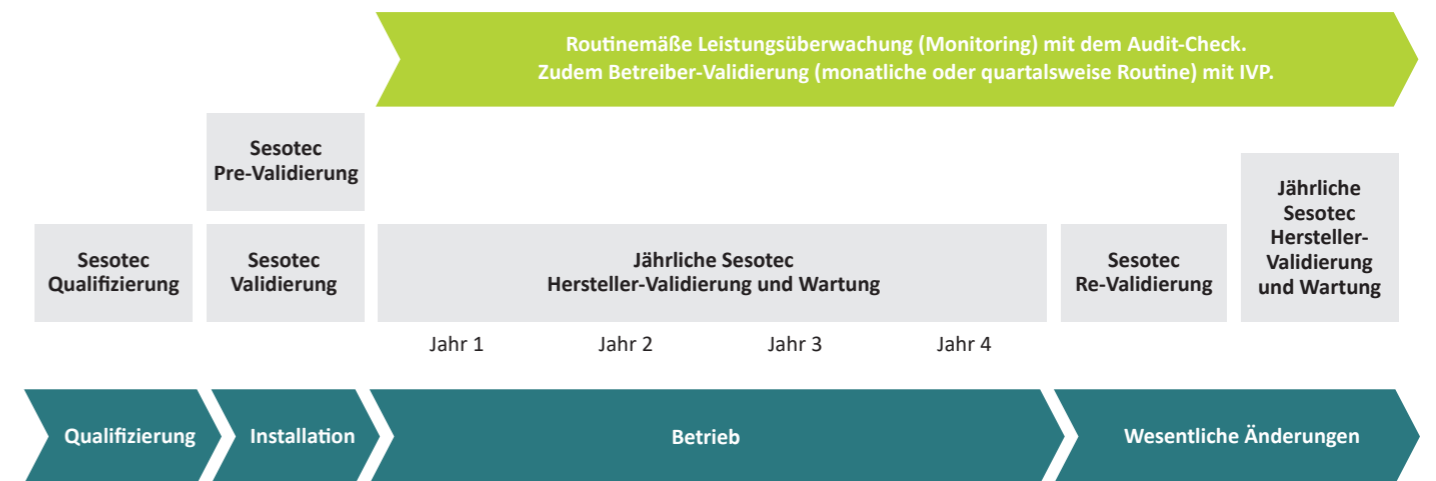 Routinemäße Leistungsüberwachung (Monitoring) mit dem Audit-Check.
Zudem Betreiber-Validierung (monatliche oder quartalsweise Routine) mit IVP.
Sesotec
Pre-Validierung
Sesotec
Qualifizierung
Sesotec
Validierung
Jährliche Sesotec
Hersteller-Validierung und Wartung
Sesotec
Re-Validierung
Jährliche
Sesotec
Hersteller-
Validierung
und Wartung
Jahr 1
Jahr 2
Jahr 3
Jahr 4
Qualifizierung
Installation
Betrieb
Wesentliche Änderungen